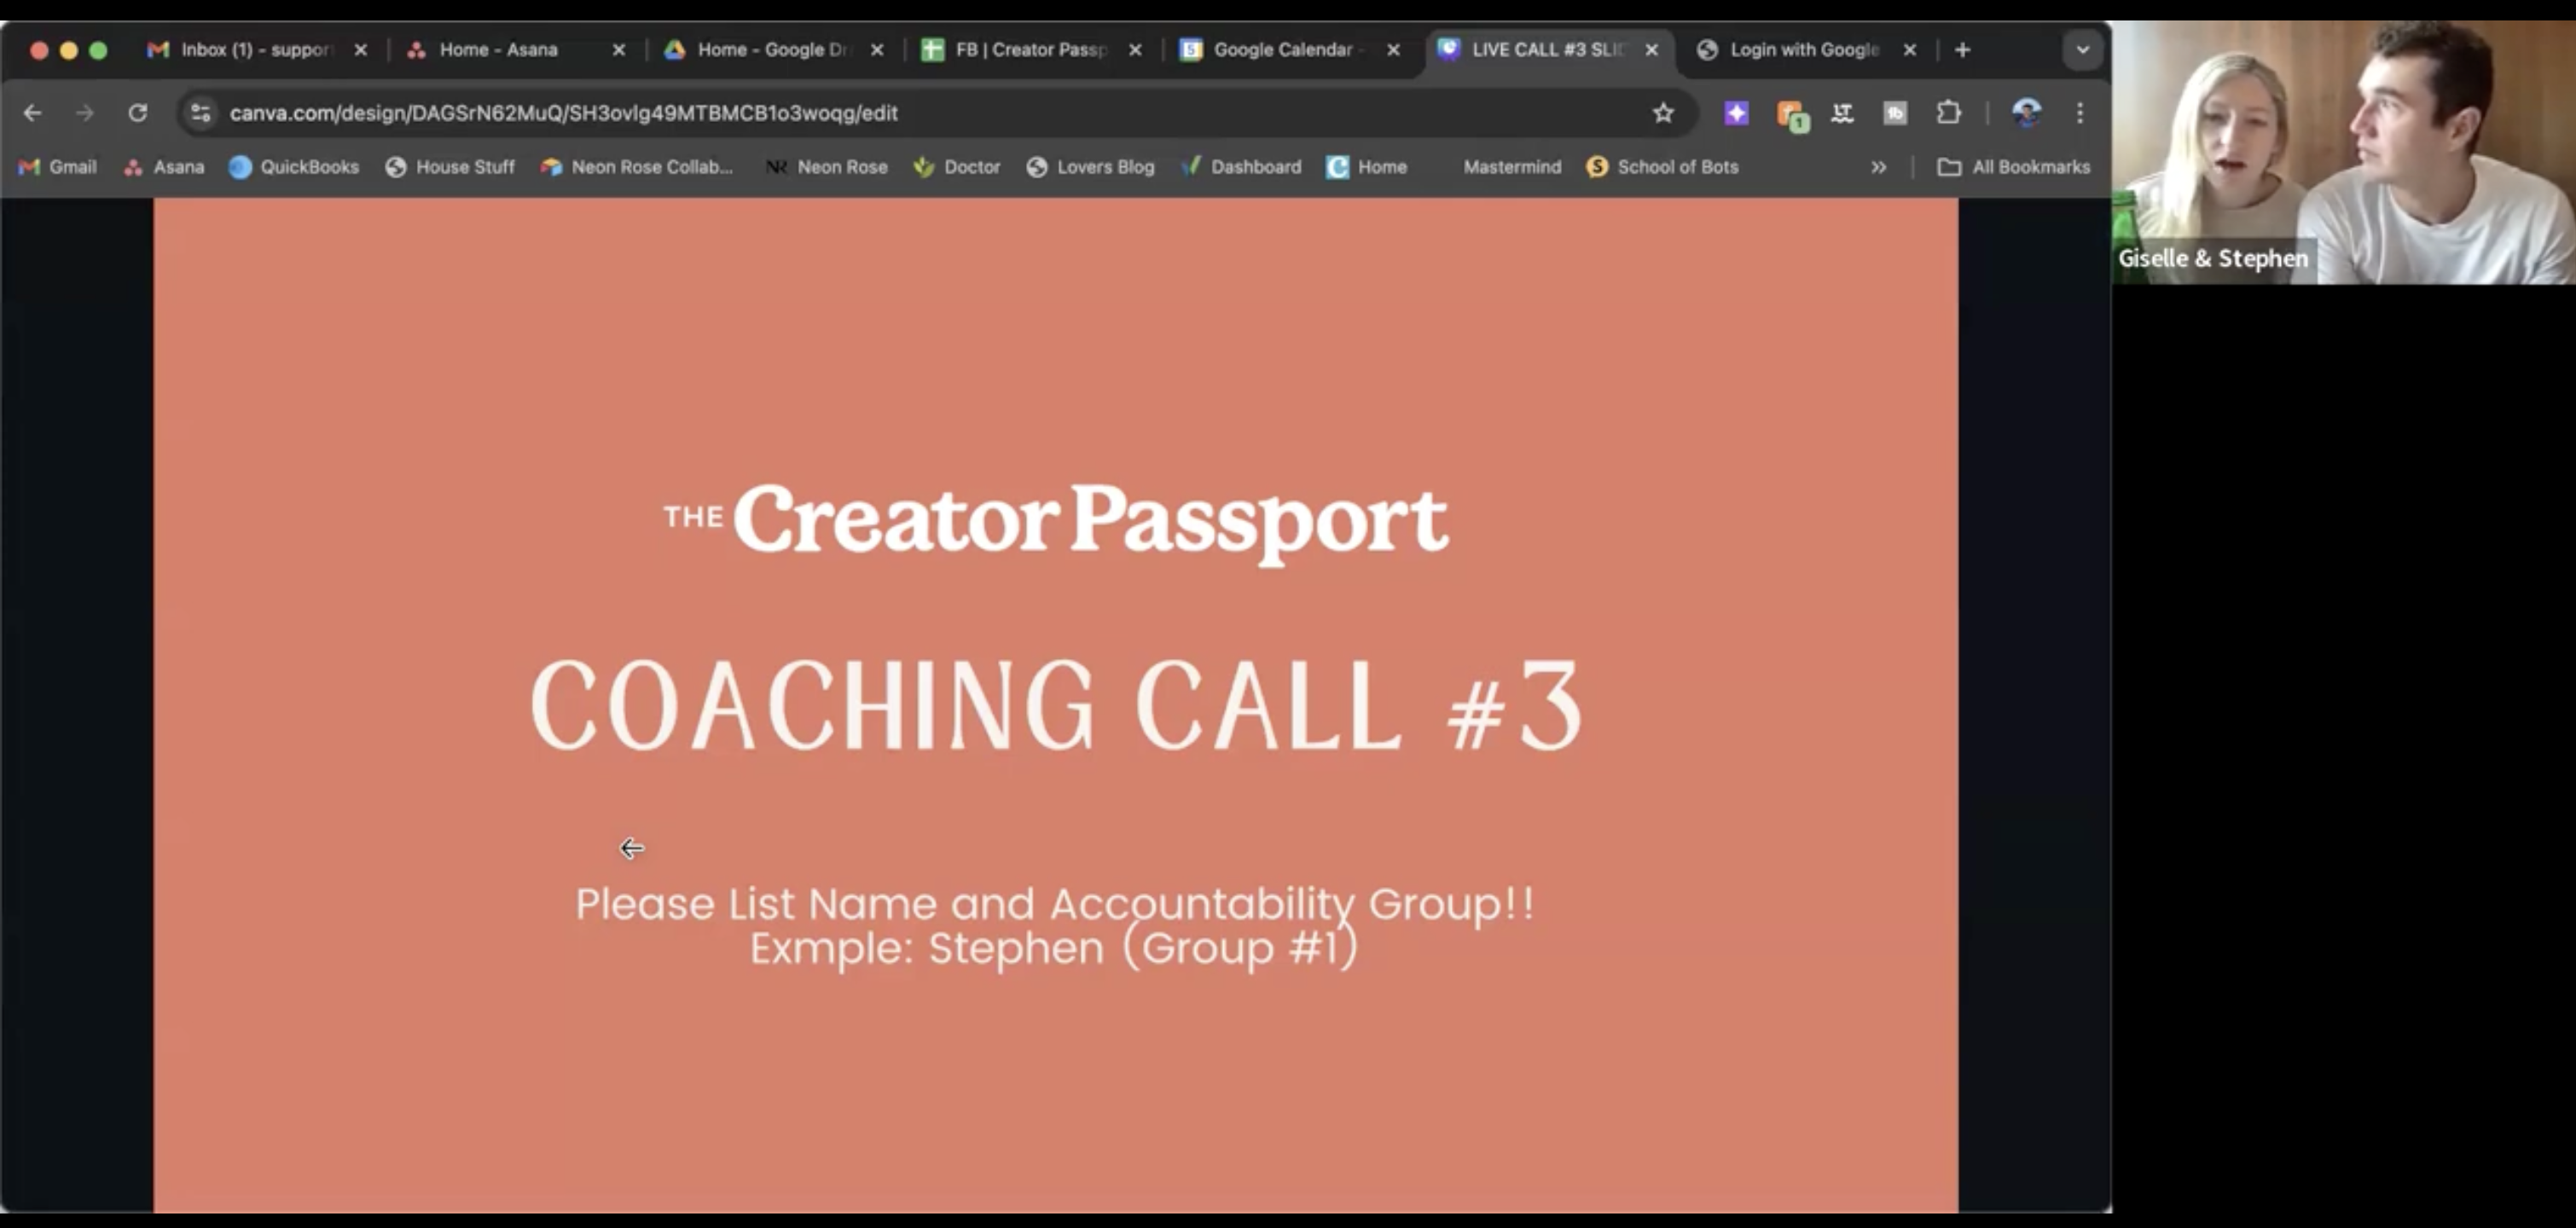 Inbox (1) - suppor
Home - Asana
Home - Google Dr
FB | Creator Passp
Google Calendar -
LIVE CALL #3 SLI
Login with Google
canva.com/design/DAGSrN62MuQ/SH3ovlg49MTBMCB1o3woqg/edit
1
Gmail
Asana
QuickBooks
House Stuff
Neon Rose Collab...
NR Neon Rose
Doctor
Lovers Blog
Dashboard
Home
Mastermind
School of Bots
All Bookmarks
Giselle & Stephen
THE Creator Passport
COACHING CALL #3
Please List Name and Accountability Group!!
Exmple: Stephen (Group #1)